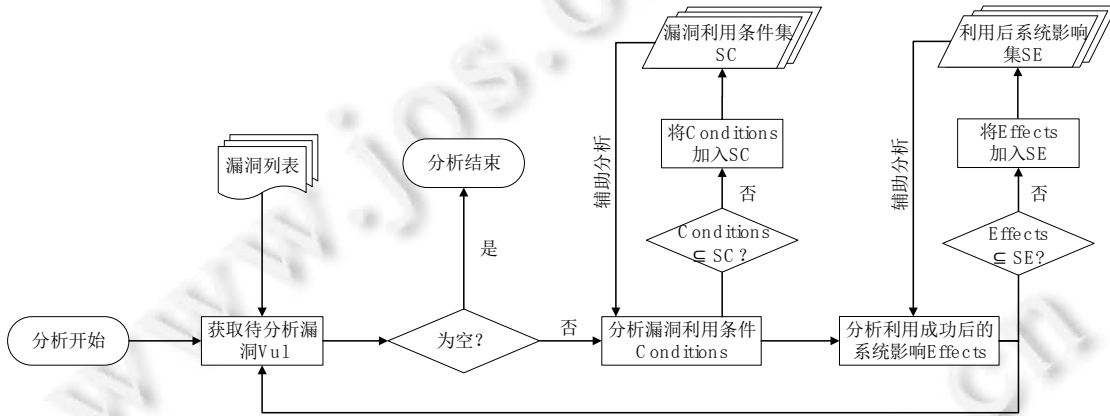 漏洞利用条件集
SC
利用后系统影响
集SE
将Conditions
加入SC
将Effects
加入SE
漏洞列表
分析结束
辅助分析
否
辅助分析
否
Conditions
⊆ SC?
Effects
⊆ SE?
是
分析开始
获取待分析漏
洞Vul
为空?
否
分析漏洞利用条件
Conditions
分析利用成功后的
系统影响Effects
www.jos.
cn